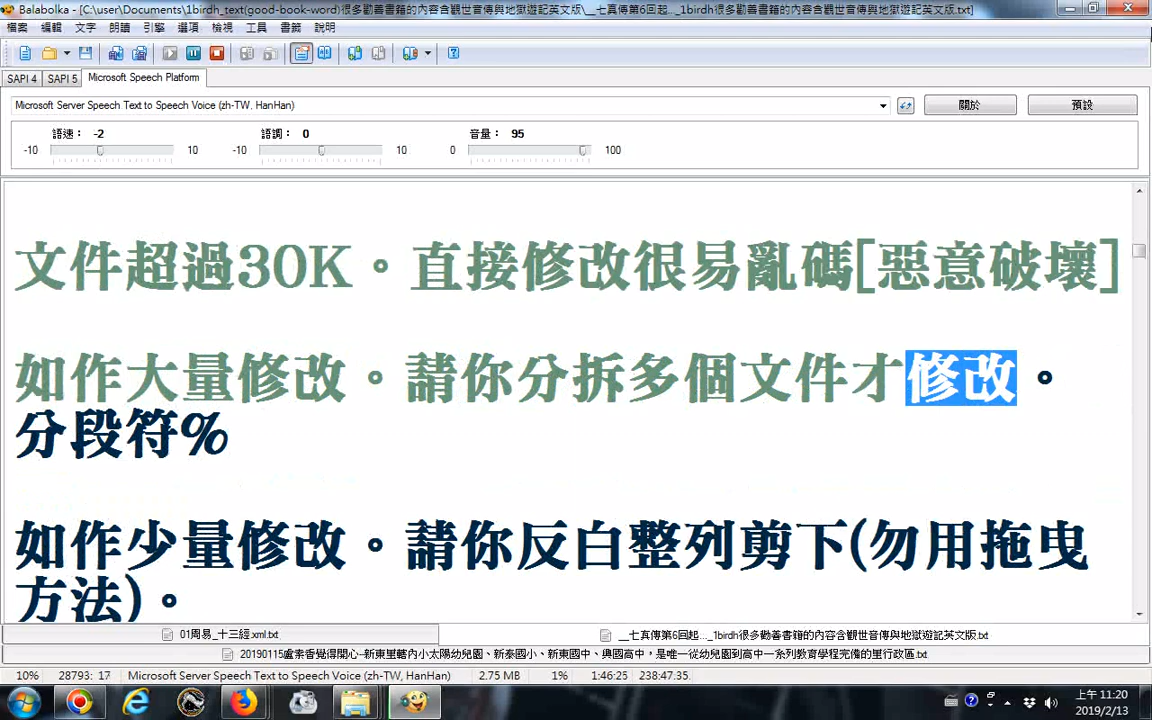 Balabolka - [C:\user\Documents\1birdh_text(good-book-word)很多勸善書籍的內容含觀世音傳與地獄遊記英文版\__七真傳第6回起..._1birdh很多勸善書籍的內容含觀世音傳與地獄遊記英文版.txt]
檔案 編輯 文字 朗讀 引擎 選項 檢視 工具 書籤 說明
SAPI 4 SAPI 5 Microsoft Speech Platform
Microsoft Server Speech Text to Speech Voice (zh-TW, HanHan) 關於 預設
語速： -2 語調： 0 音量： 95
-10 10 -10 10 0 100
文件超過30K。直接修改很易亂碼[惡意破壞]
如作大量修改。請你分拆多個文件才修改。
分段符%
如作少量修改。請你反白整列剪下(勿用拖曳
方法)。
01周易_十三經.xml.txt __七真傳第6回起..._1birdh很多勸善書籍的內容含觀世音傳與地獄遊記英文版.txt
20190115盧素香覺得開心-新東里轄內小太陽幼兒園、新泰國小、新東國中、興國高中，是唯一從幼兒園到高中一系列教育學程完備的里行政區.txt
10% 28793: 17 Microsoft Server Speech Text to Speech Voice (zh-TW, HanHan) 2.75 MB 1% 1:46:25 238:47.35.
上午 11:20
2019/2/13